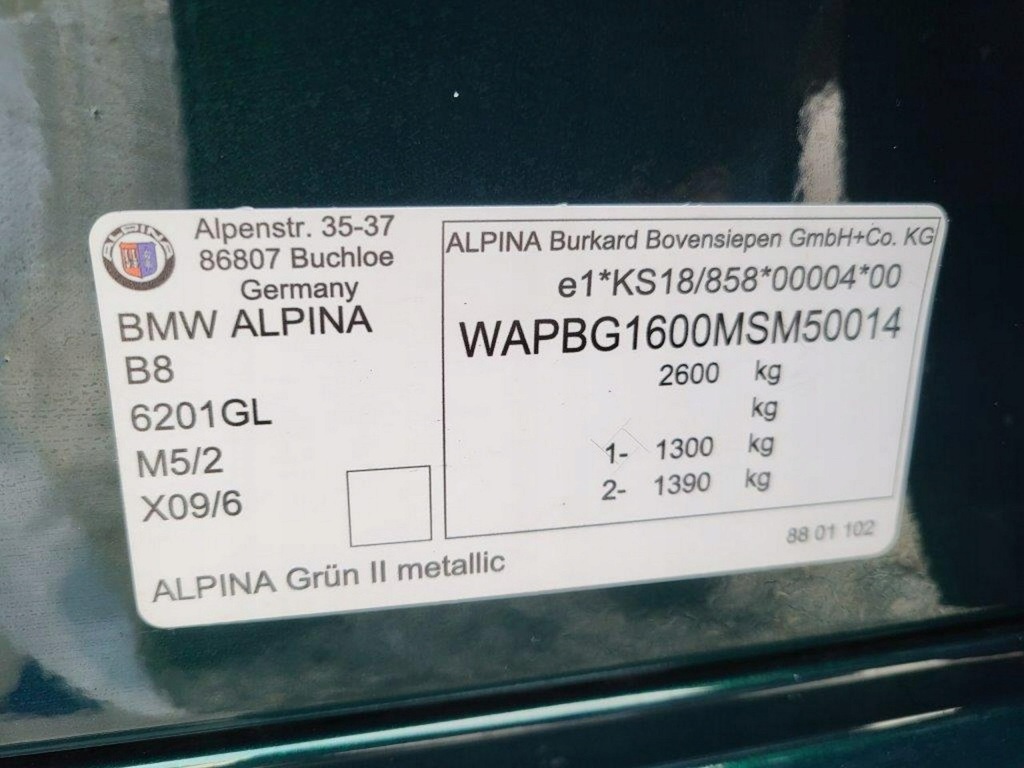 ALPINA
Alpenstr. 35-37
86807 Buchloe
Germany
BMW ALPINA
B8
6201GL
M5/2
X09/6
ALPINA Grün II metallic
ALPINA Burkard Bovensiepen GmbH+Co. KG
e1*KS18/858*00004*00
WAPBG1600MSM50014
2600 kg
kg
1- 1300 kg
2- 1390 kg
88 01 102